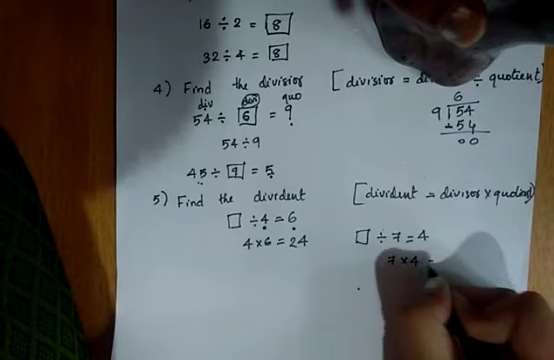 16 ÷ 2 = 8
32 ÷ 4 = 8
4) Find the divisior [divisior = ÷ quotient]
div quo
54 ÷ 6 = 9
6
9 54
54
00
54 ÷ 9
45 ÷ 9 = 5
5) Find the divident [divident = divisor x
□ ÷ 4 = 6
4 x 6 = 24
□ ÷ 7 = 4
7 x 4 =